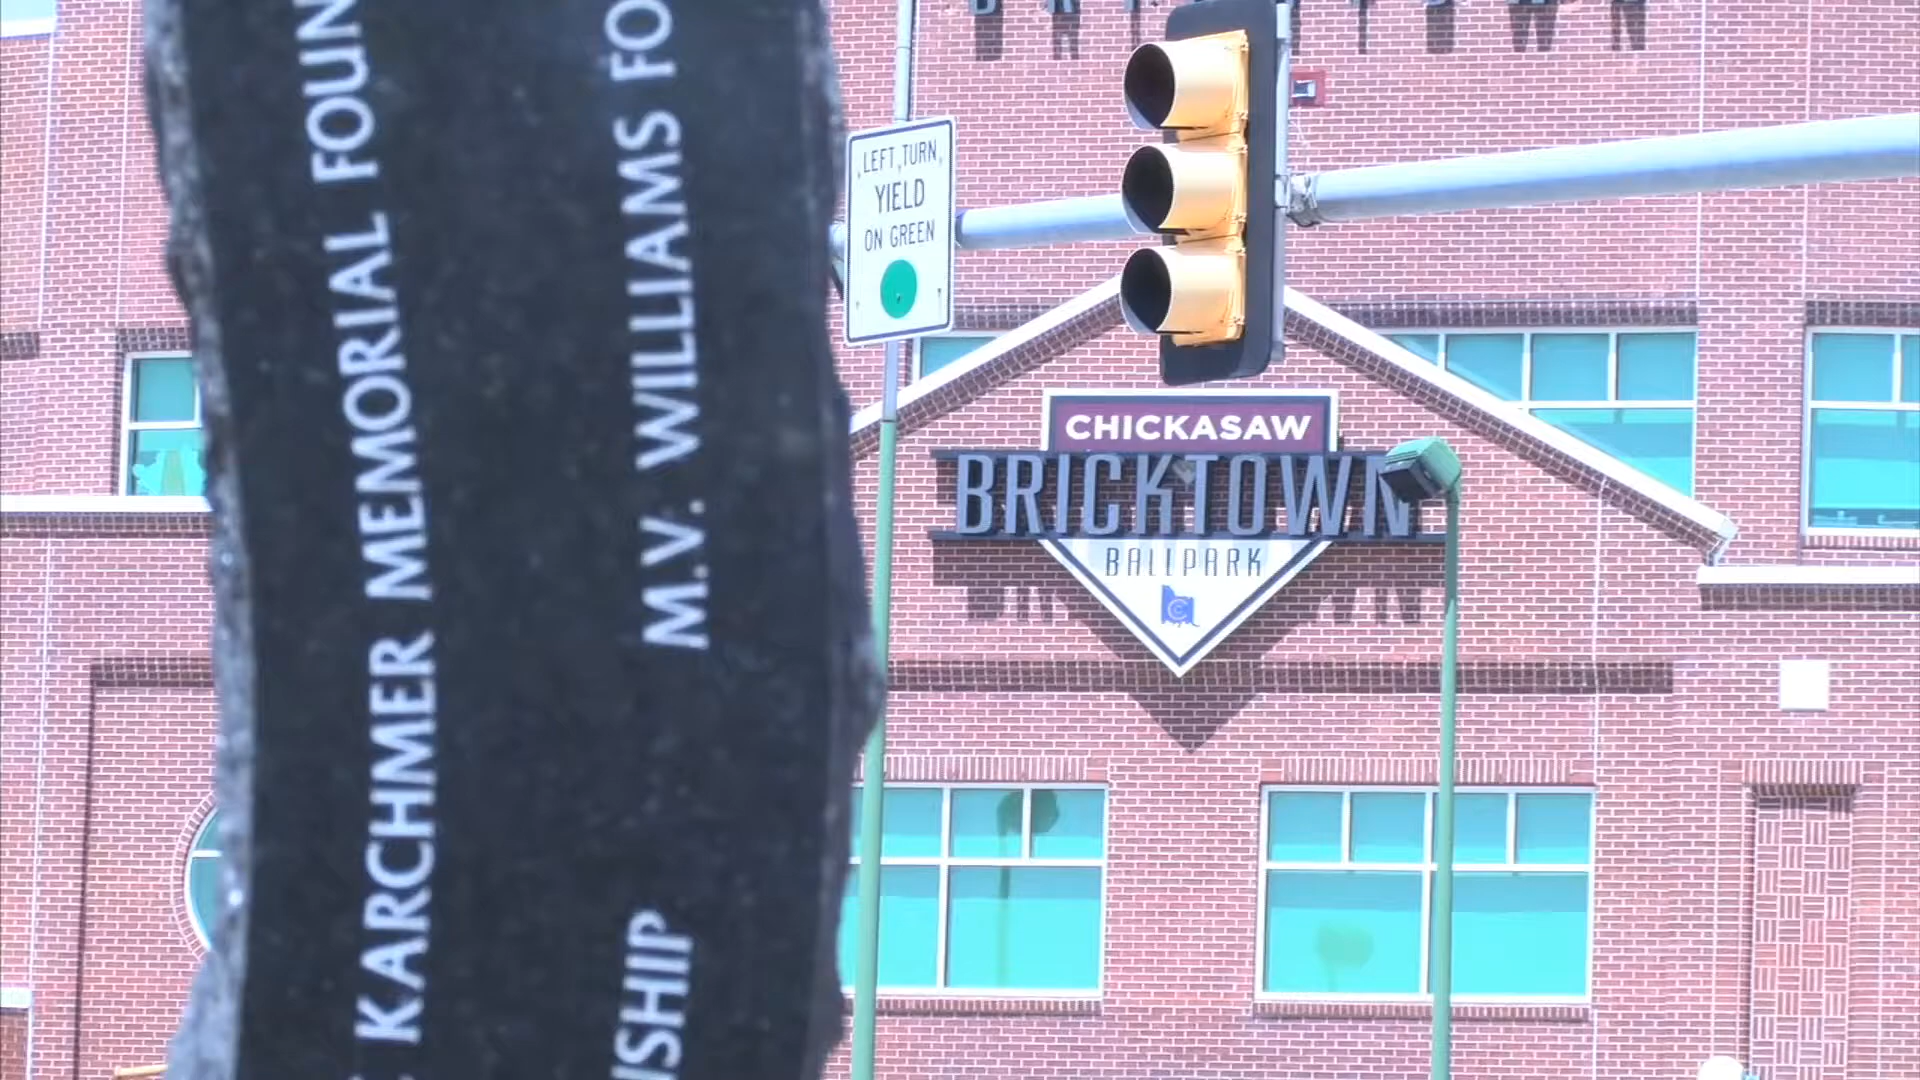 KARCHMER MEMORIAL FOUN
M.V. WILLIAMS FO
SHIP
LEFT TURN
YIELD
ON GREEN
CHICKASAW
BRICKTOWN
BALLPARK
C